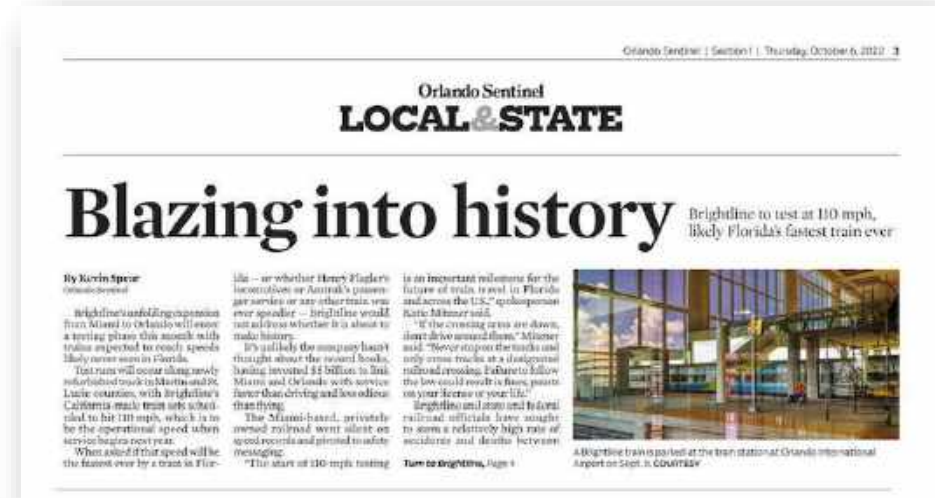 Orlando Sentinel | Section 1 | Thursday, October 6, 2022 3
Orlando Sentinel
LOCAL&STATE
Blazing into history
Brightline to test at 110 mph,
likely Florida's fastest train ever
By Kevin Spear
Orlando Sentinel
Brightline's unfolding expansion
from Miami to Orlando will enter
a testing phase this month with
trains expected to reach speeds
likely never seen in Florida.
Test runs will occur along newly
refurbished track in Martin and St.
Lucie counties, with Brightline's
California-made train sets sched-
uled to hit 110 mph, which is to
be the operational speed when
service begins next year.
When asked if that speed will be
the fastest ever by a train in Flor-
ida — or whether Henry Flagler's
locomotives or Amtrak's passen-
ger service or any other train was
ever speedier — Brightline would
not address whether it is about to
make history.
It's unlikely the company hasn't
thought about the record books,
having invested $5 billion to link
Miami and Orlando with service
faster than driving and less odious
than flying.
The Miami-based, privately
owned railroad went silent on
speed records and pivoted to safety
messaging.
"The start of 110-mph testing
is an important milestone for the
future of train travel in Florida
and across the U.S.," spokesperson
Katie Mitzner said.
"If the crossing arms are down,
don't drive around them," Mitzner
said. "Never stop on the tracks and
only cross tracks at a designated
railroad crossing. Failure to follow
the law could result in fines, points
on your license or your life."
Brightline and state and federal
railroad officials have sought
to stem a relatively high rate of
accidents and deaths between
Turn to Brightline, Page 4
A Brightline train is parked at the train station at Orlando International
Airport on Sept. COURTESY